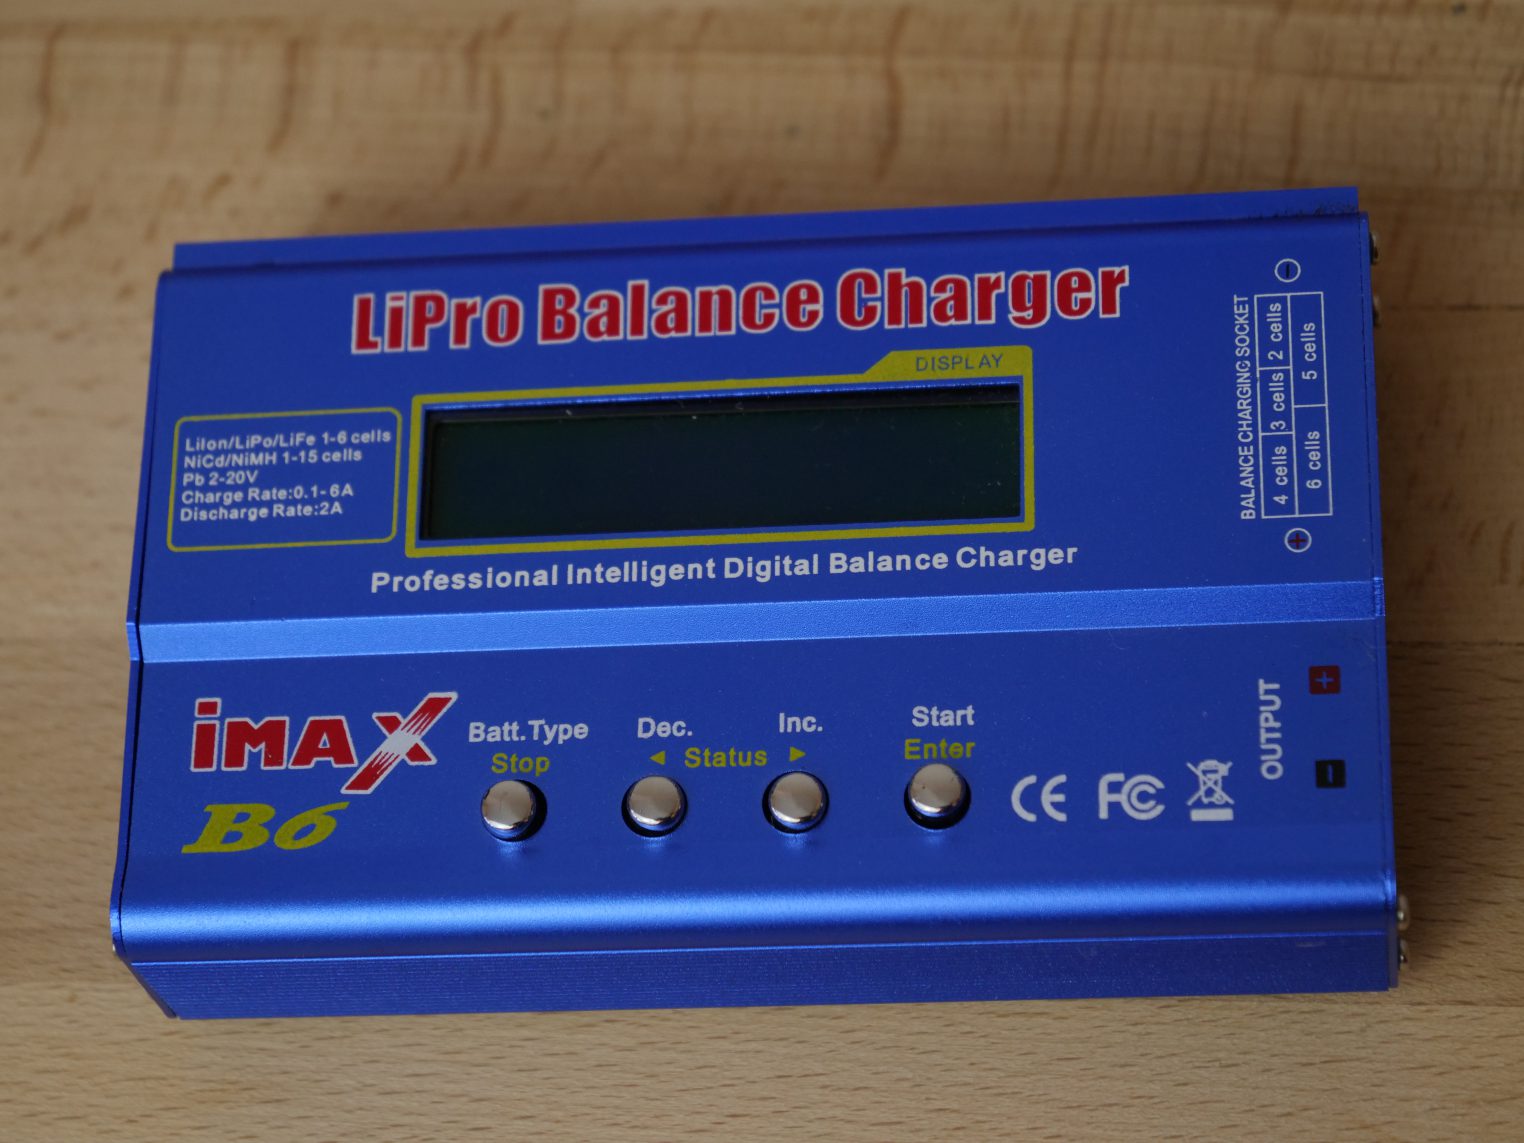 LiPro Balance Charger
DISPLAY
LiIon/LiPo/LiFe 1-6 cells
NiCd/NiMH 1-15 cells
Pb 2-20V
Charge Rate:0.1-6A
Discharge Rate:2A
Professional Intelligent Digital Balance Charger
BALANCE CHARGING SOCKET
4 cells 3 cells 2 cells
6 cells 5 cells
iMAX
B6
Batt.Type
Stop
Dec.
Inc.
◄ Status ►
Start
Enter
CE FC
OUTPUT
+
-